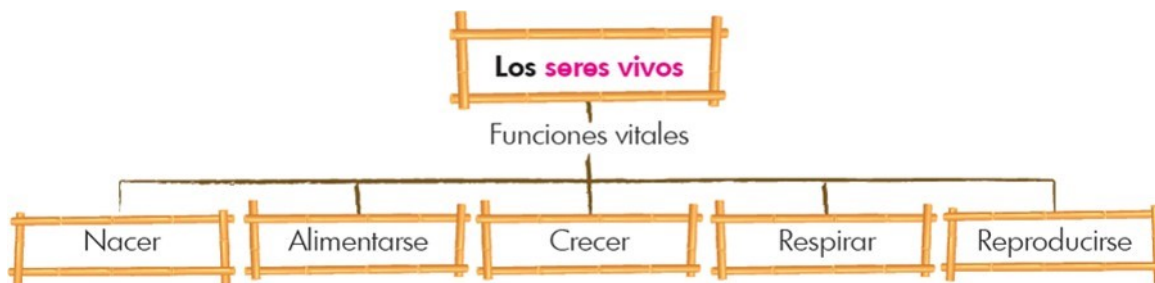 Los seres vivos
Funciones vitales
Nacer
Alimentarse
Crecer
Respirar
Reproducirse